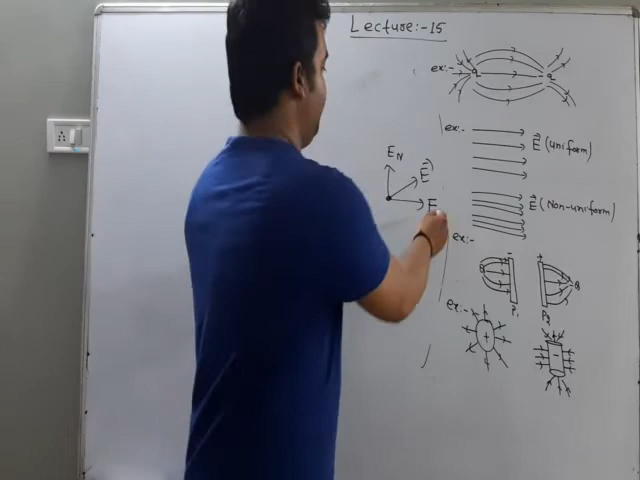 Lecture:-15
ex:-
ex:-
E⃗ (uniform)
E_N
E⃗
E
E⃗ (Non-uniform)
ex:-
- +
P₁ P₂
ex:-
+ -